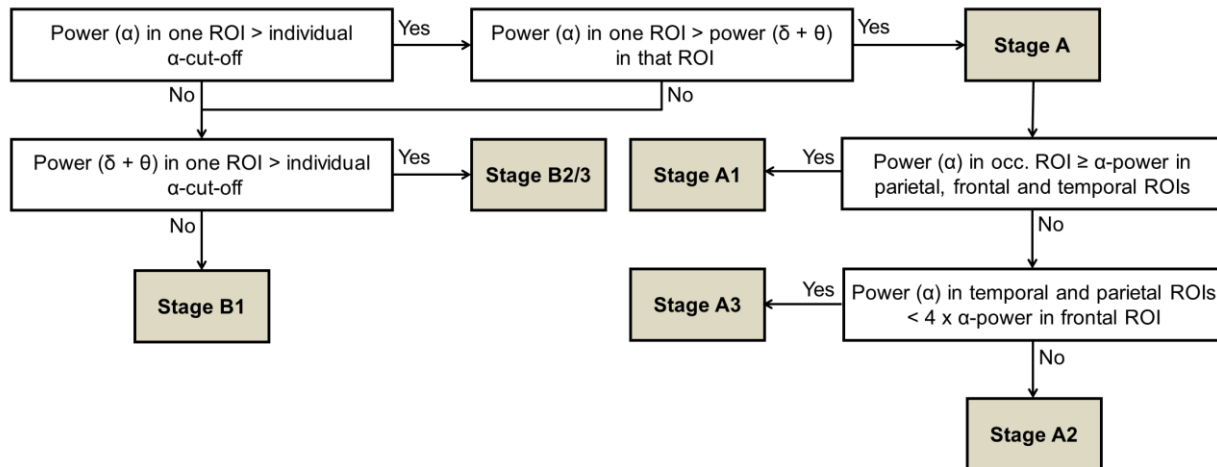 Power (α) in one ROI > individual
α-cut-off
Yes
Power (α) in one ROI > power (δ + θ)
in that ROI
Yes
Stage A
No
No
Power (δ + θ) in one ROI > individual
α-cut-off
Yes
Stage B2/3
Stage A1
Yes
Power (α) in occ. ROI ≥ α-power in
parietal, frontal and temporal ROIs
No
No
Stage B1
Stage A3
Yes
Power (α) in temporal and parietal ROIs
< 4 x α-power in frontal ROI
No
Stage A2